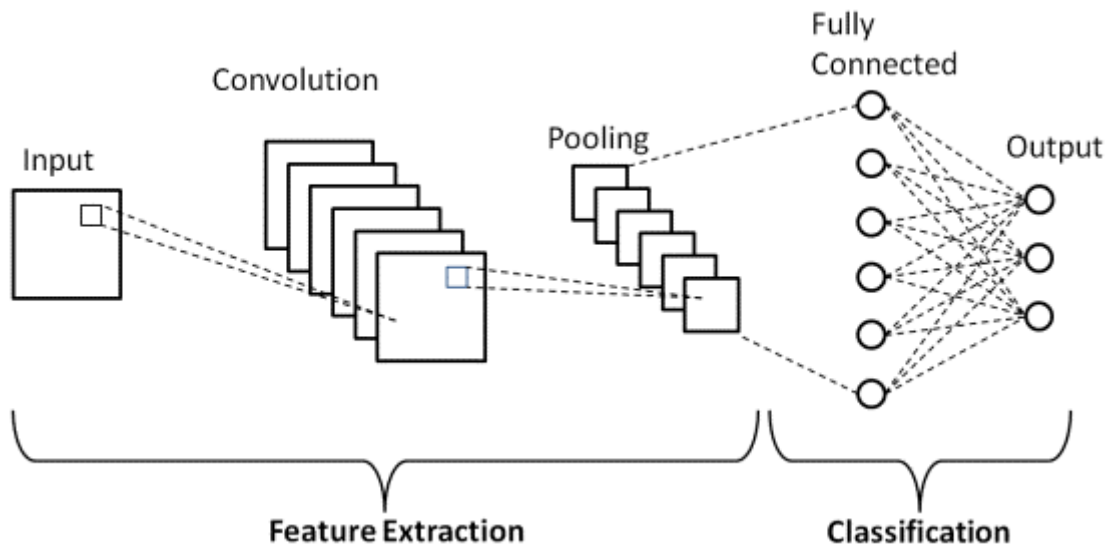 Fully
Connected
Convolution
Pooling
Input
Output
Feature Extraction
Classification